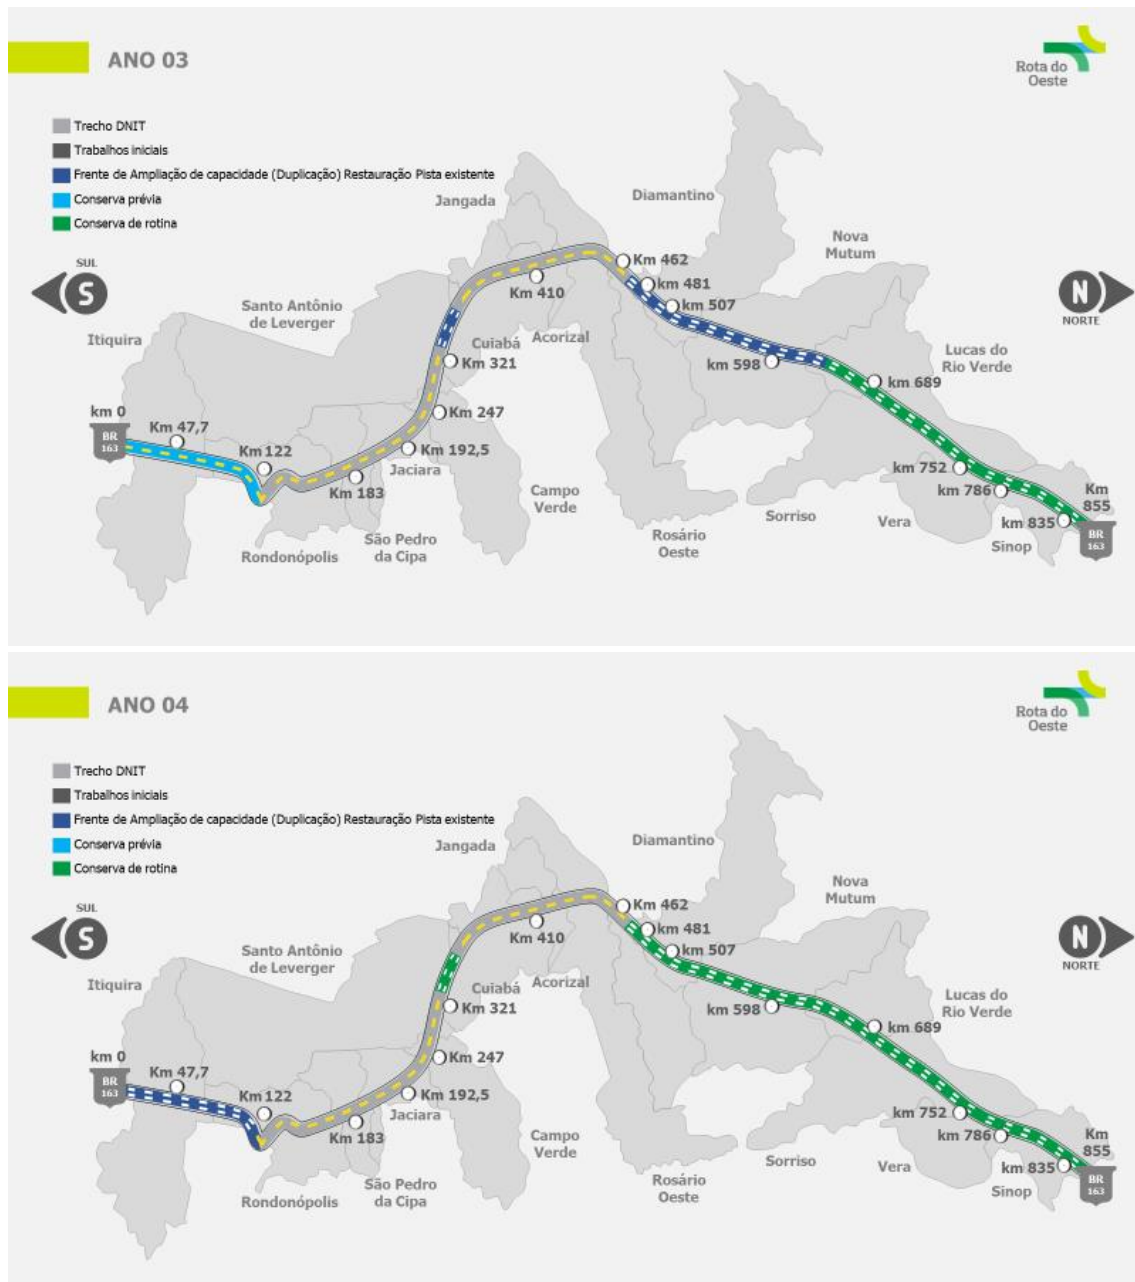 ANO 03
Rota do
Oeste
Trecho DNIT
Trabalhos iniciais
Frente de Ampliação de capacidade (Duplicação) Restauração Pista existente
Conserva prévia
Conserva de rotina
Diamantino
Jangada
Nova
Mutum
SUL
S
Km 462
km 481
Km 410
km 507
N
NORTE
Santo Antônio
de Leverger
Itiquira
Cuiabá
Acorizal
Km 321
km 598
Lucas do
Rio Verde
km 689
km 0
BR
163
Km 47,7
Km 247
Km 122
Km 192,5
Jaciara
Km 183
km 752
km 786
Km
855
Campo
Verde
Sorriso
Vera
km 835
BR
163
Rondonópolis
São Pedro
da Cipa
Rosário
Oeste
Sinop
ANO 04
Rota do
Oeste
Trecho DNIT
Trabalhos iniciais
Frente de Ampliação de capacidade (Duplicação) Restauração Pista existente
Conserva prévia
Conserva de rotina
Diamantino
Jangada
Nova
Mutum
SUL
S
Km 462
km 481
Km 410
km 507
N
NORTE
Santo Antônio
de Leverger
Itiquira
Cuiabá
Acorizal
Km 321
km 598
Lucas do
Rio Verde
km 689
km 0
BR
163
Km 47,7
Km 247
Km 122
Km 192,5
Jaciara
Km 183
km 752
km 786
Km
855
Campo
Verde
Sorriso
Vera
km 835
BR
163
Rondonópolis
São Pedro
da Cipa
Rosário
Oeste
Sinop